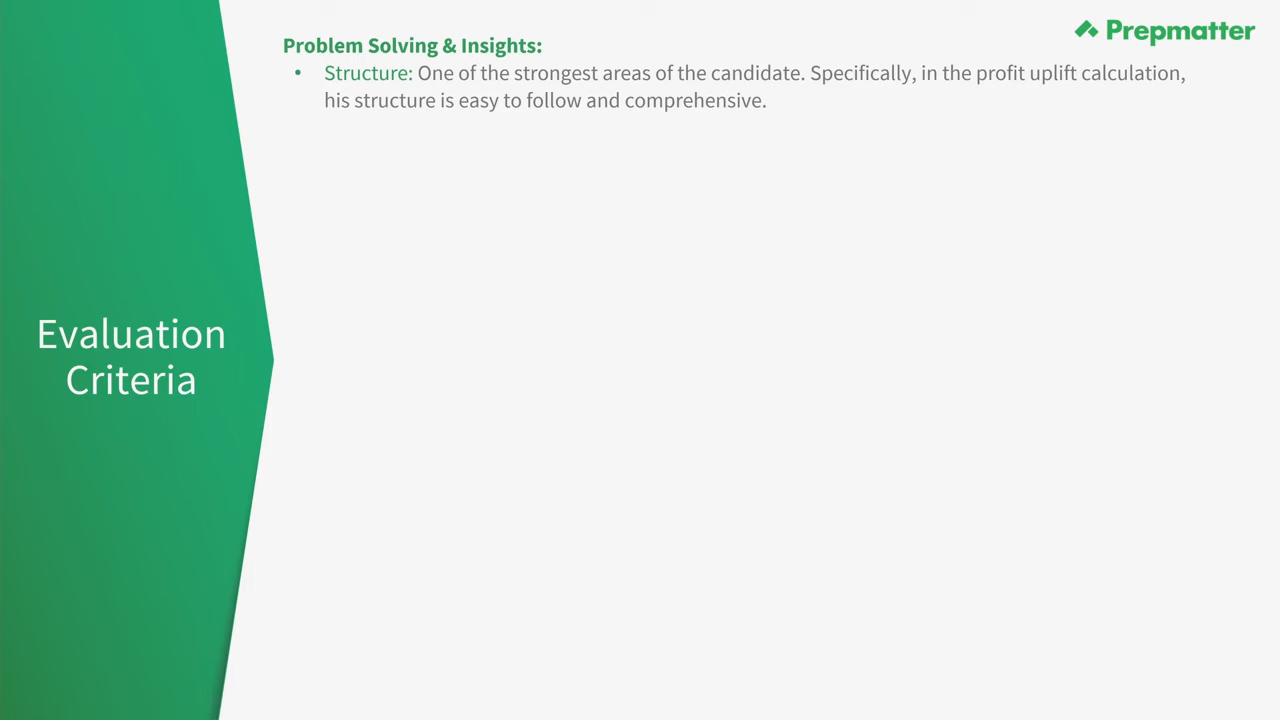 Prepmatter
Problem Solving & Insights:
• Structure: One of the strongest areas of the candidate. Specifically, in the profit uplift calculation,
his structure is easy to follow and comprehensive.
Evaluation
Criteria